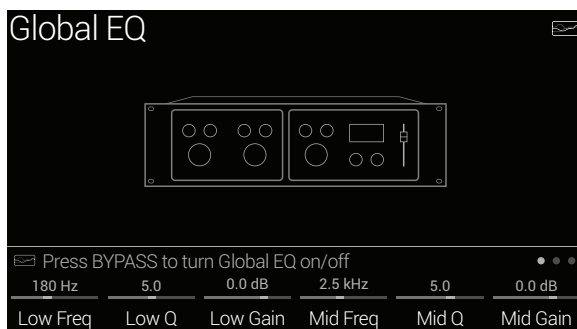 Global EQ
Press BYPASS to turn Global EQ on/off
180 Hz 5.0 0.0 dB 2.5 kHz 5.0 0.0 dB
Low Freq Low Q Low Gain Mid Freq Mid Q Mid Gain